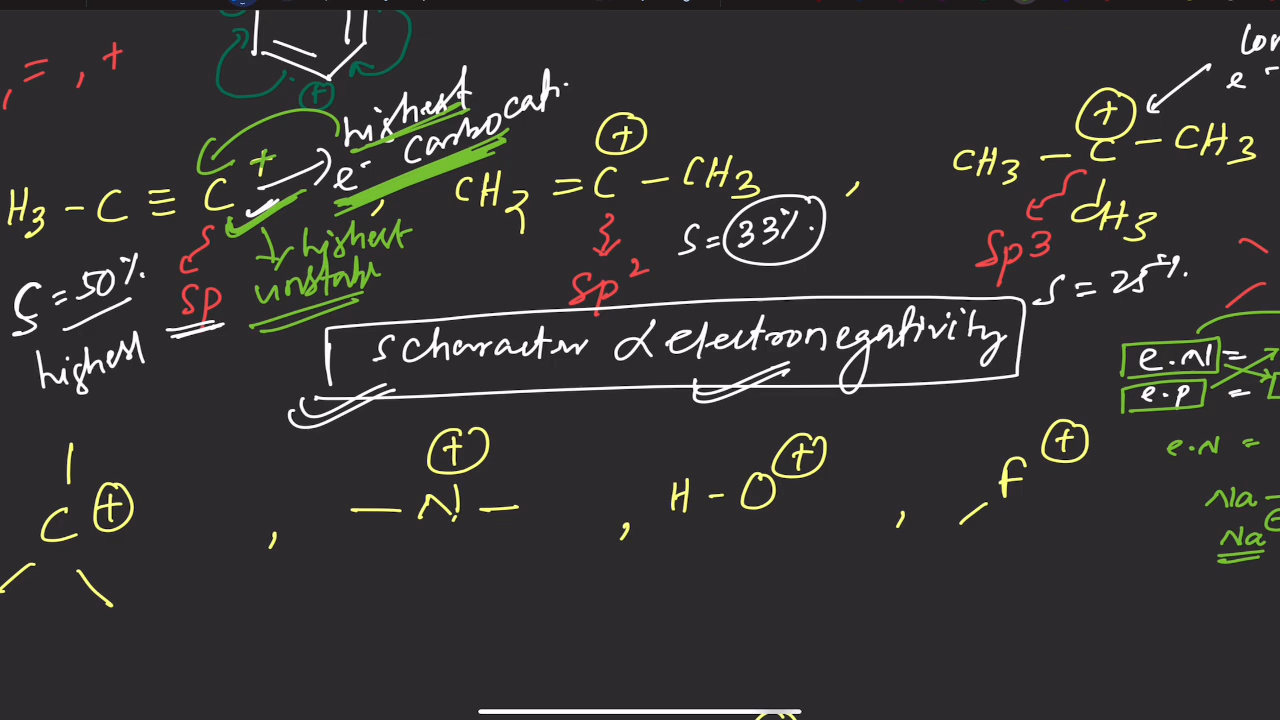 , = , +
+
highest
e⁻ carbocati.
H₃ - C ≡ C +
highest
unstable
S = 50%
highest
Sp
,
+
CH₂ = C - CH₃
Sp²
S = 33%.
,
+
CH₃ - C - CH₃
CH₃
Sp3
S = 25%.
e⁻
S character α electronegativity
e.N =
e.p =
e.N =
Na -
Na
C + , - N - + , H - O + , F +